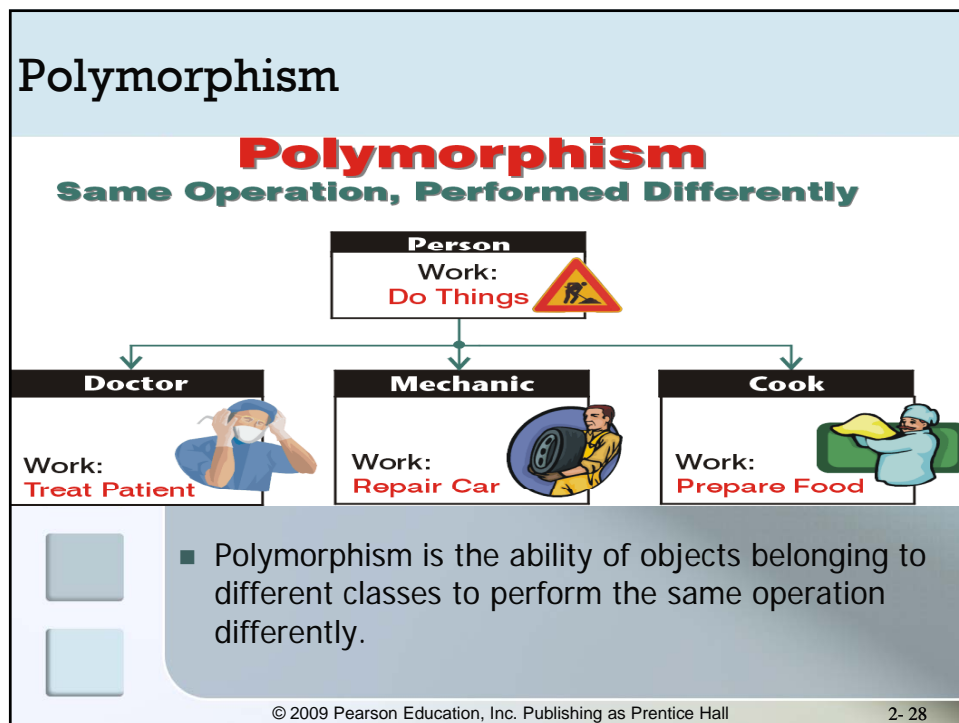 Polymorphism
Polymorphism
Same Operation, Performed Differently
Person
Work:
Do Things
Doctor
Work:
Treat Patient
Mechanic
Work:
Repair Car
Cook
Work:
Prepare Food
■ Polymorphism is the ability of objects belonging to
different classes to perform the same operation
differently.
© 2009 Pearson Education, Inc. Publishing as Prentice Hall
2- 28